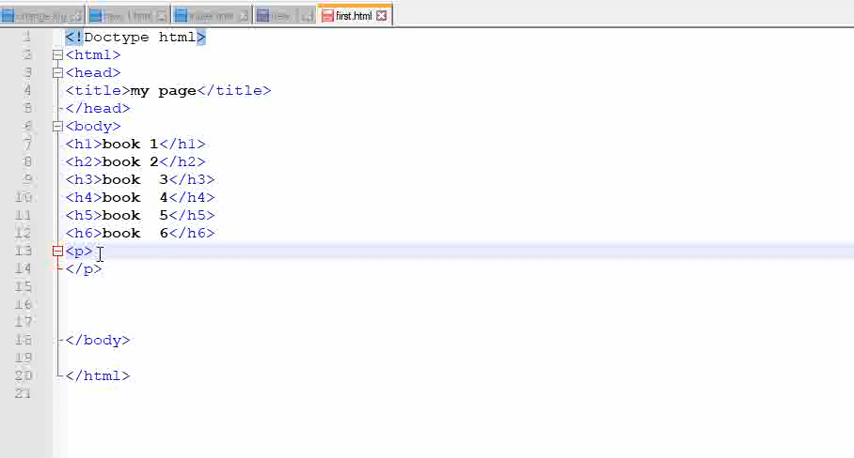 first.html
1 <!Doctype html>
2 <html>
3 <head>
4 <title>my page</title>
5 </head>
6 <body>
7 <h1>book 1</h1>
8 <h2>book 2</h2>
9 <h3>book  3</h3>
10 <h4>book  4</h4>
11 <h5>book  5</h5>
12 <h6>book  6</h6>
13 <p>
14 </p>
15
16
17
18 </body>
19
20 </html>
21